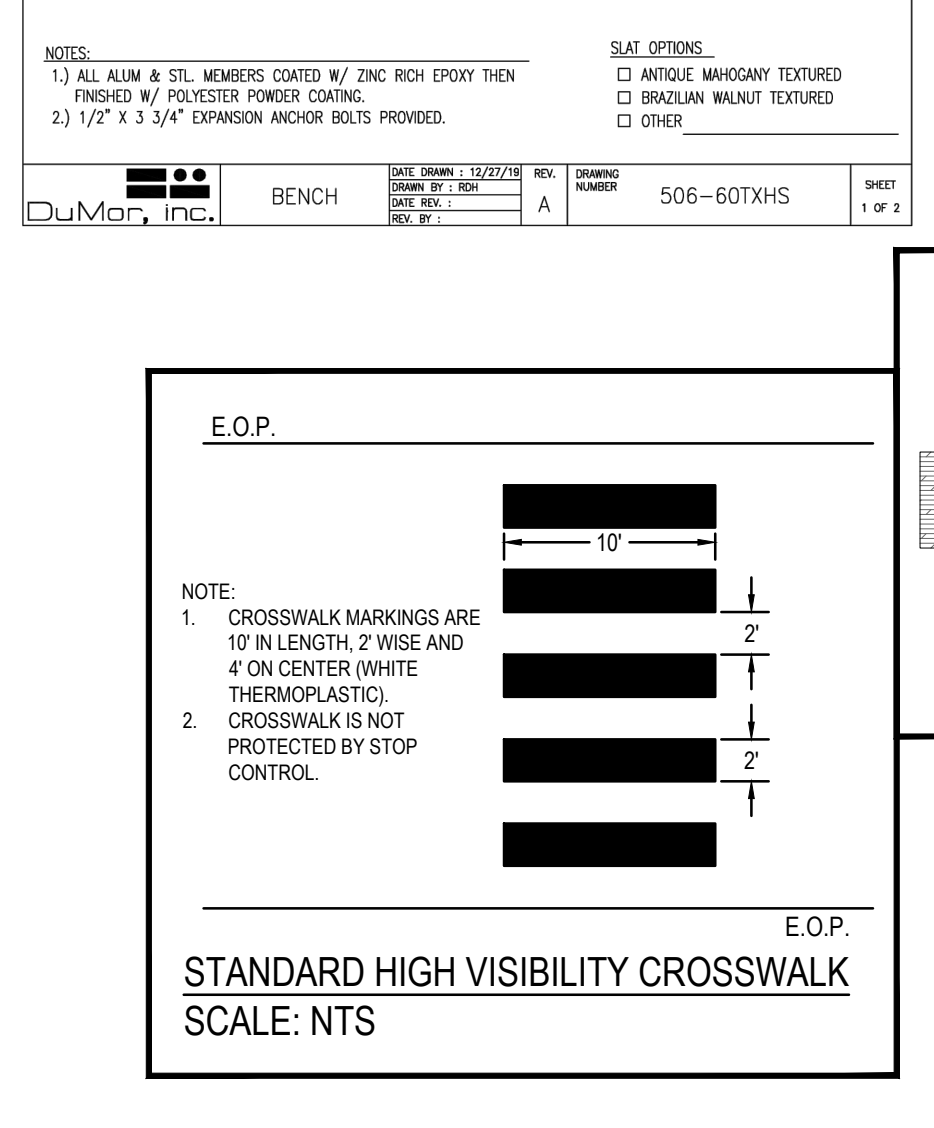 NOTES:
1.) ALL ALUM & STL. MEMBERS COATED W/ ZINC RICH EPOXY THEN
FINISHED W/ POLYESTER POWDER COATING.
2.) 1/2" X 3 3/4" EXPANSION ANCHOR BOLTS PROVIDED.
SLAT OPTIONS
☐ ANTIQUE MAHOGANY TEXTURED
☐ BRAZILIAN WALNUT TEXTURED
☐ OTHER
DuMor, inc.
BENCH
DATE DRAWN : 12/27/19
DRAWN BY : RDH
DATE REV. :
REV. BY :
REV.
A
DRAWING
NUMBER
506-60TXHS
SHEET
1 OF 2
E.O.P.
10'
NOTE:
1. CROSSWALK MARKINGS ARE
10' IN LENGTH, 2' WISE AND
4' ON CENTER (WHITE
THERMOPLASTIC).
2. CROSSWALK IS NOT
PROTECTED BY STOP
CONTROL.
2'
2'
E.O.P.
STANDARD HIGH VISIBILITY CROSSWALK
SCALE: NTS